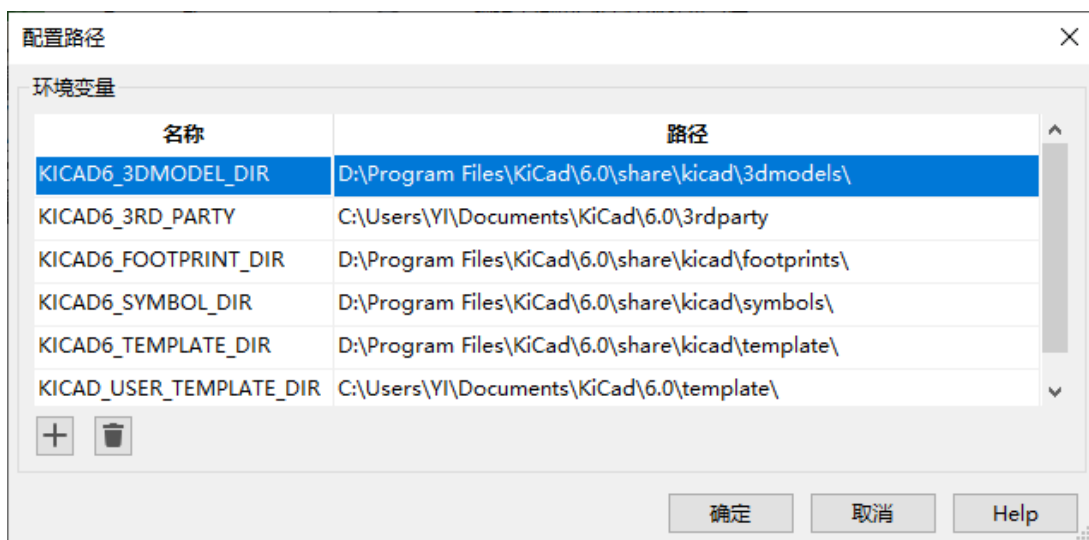 配置路径
环境变量
名称 路径
KICAD6_3DMODEL_DIR D:\Program Files\KiCad\6.0\share\kicad\3dmodels\
KICAD6_3RD_PARTY C:\Users\YI\Documents\KiCad\6.0\3rdparty
KICAD6_FOOTPRINT_DIR D:\Program Files\KiCad\6.0\share\kicad\footprints\
KICAD6_SYMBOL_DIR D:\Program Files\KiCad\6.0\share\kicad\symbols\
KICAD6_TEMPLATE_DIR D:\Program Files\KiCad\6.0\share\kicad\template\
KICAD_USER_TEMPLATE_DIR C:\Users\YI\Documents\KiCad\6.0\template\
确定 取消 Help